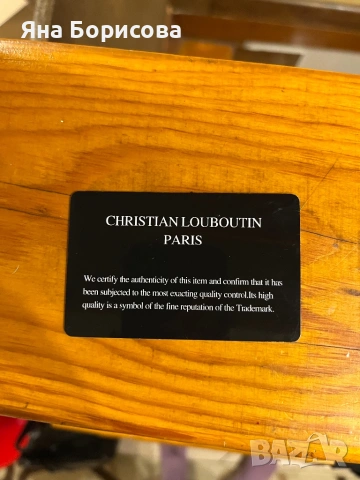 Яна Борисова
CHRISTIAN LOUBOUTIN
PARIS
We certify the authenticity of this item and confirm that it has
been subjected to the most exacting quality control.Its high
quality is a symbol of the fine reputation of the Trademark.
BAZAR